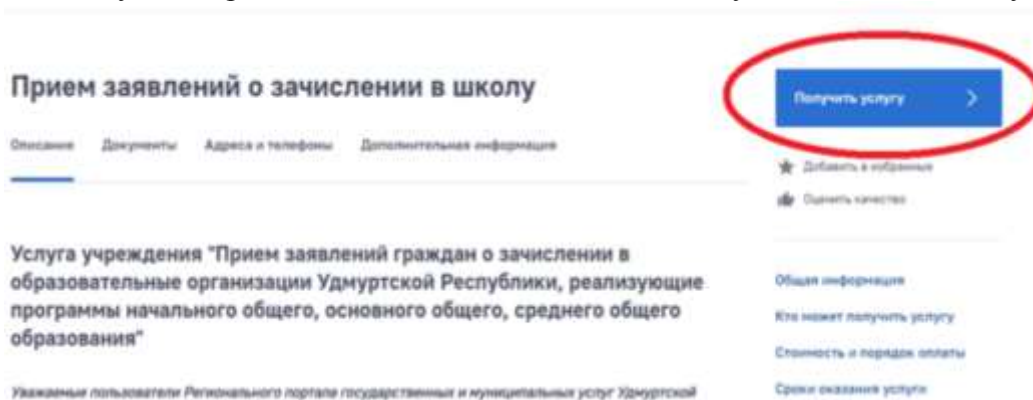 Прием заявлений о зачислении в школу
Получить услугу
Описание Документы Адреса и телефоны Дополнительная информация
Добавить в избранные
Оценить качество
Услуга учреждения "Прием заявлений граждан о зачислении в
образовательные организации Удмуртской Республики, реализующие
программы начального общего, основного общего, среднего общего
образования"
Общая информация
Кто может получить услугу
Стоимость и порядок оплаты
Сроки оказания услуги
Уважаемые пользователи Регионального портала государственных и муниципальных услуг Удмуртской